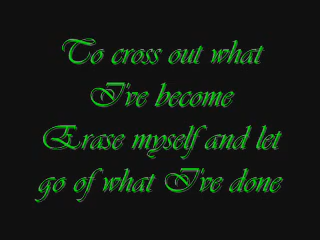 To cross out what
I've become
Erase myself and let
go of what I've done